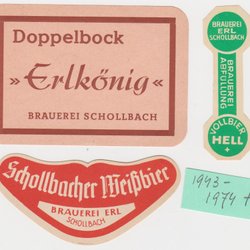 Doppelbock
»Erlkönig«
BRAUEREI SCHOLLBACH
BRAUEREI
ERL
SCHOLLBACH
BRAUEREI
ABFÜLLUNG
VOLLBIER
HELL
+
Schollbacher Weißbier
BRAUEREI ERL
SCHOLLBACH
1943-
1974 +